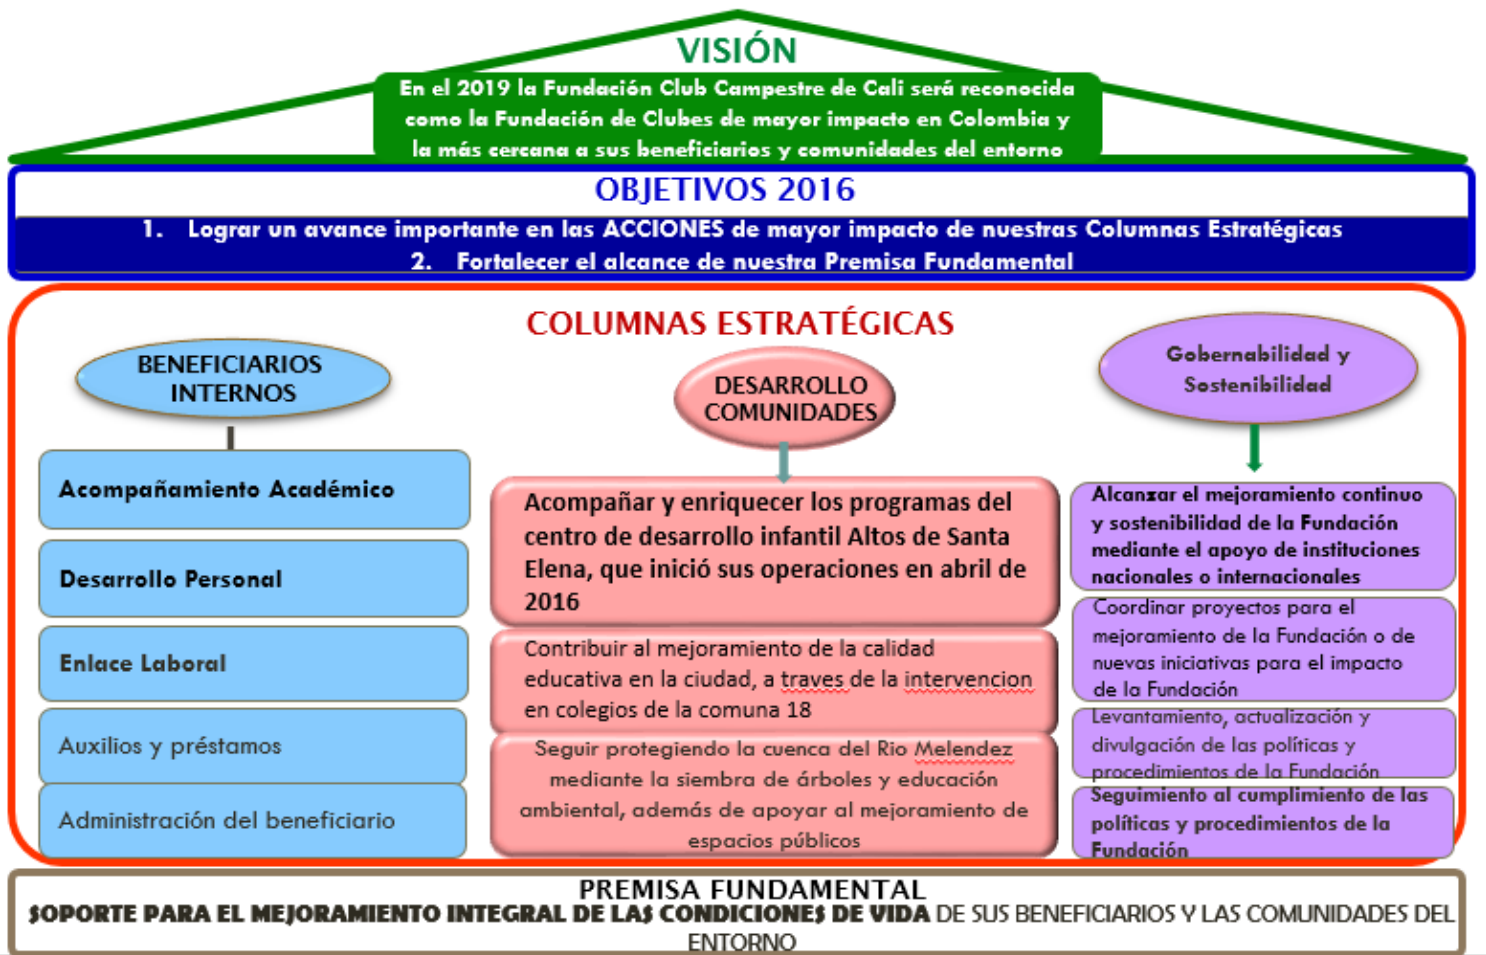 VISIÓN
En el 2019 la Fundación Club Campestre de Cali será reconocida
como la Fundación de Clubes de mayor impacto en Colombia y
la más cercana a sus beneficiarios y comunidades del entorno
OBJETIVOS 2016
1. Lograr un avance importante en las ACCIONES de mayor impacto de nuestras Columnas Estratégicas
2. Fortalecer el alcance de nuestra Premisa Fundamental
COLUMNAS ESTRATÉGICAS
BENEFICIARIOS
INTERNOS
Acompañamiento Académico
Desarrollo Personal
Enlace Laboral
Auxilios y préstamos
Administración del beneficiario
DESARROLLO
COMUNIDADES
Acompañar y enriquecer los programas del
centro de desarrollo infantil Altos de Santa
Elena, que inició sus operaciones en abril de
2016
Contribuir al mejoramiento de la calidad
educativa en la ciudad, a traves de la intervencion
en colegios de la comuna 18
Seguir protegiendo la cuenca del Rio Melendez
mediante la siembra de árboles y educación
ambiental, además de apoyar al mejoramiento de
espacios públicos
Gobernabilidad y
Sostenibilidad
Alcanzar el mejoramiento continuo
y sostenibilidad de la Fundación
mediante el apoyo de instituciones
nacionales o internacionales
Coordinar proyectos para el
mejoramiento de la Fundación o de
nuevas iniciativas para el impacto
de la Fundación
Levantamiento, actualización y
divulgación de las políticas y
procedimientos de la Fundación
Seguimiento al cumplimiento de las
políticas y procedimientos de la
Fundación
PREMISA FUNDAMENTAL
SOPORTE PARA EL MEJORAMIENTO INTEGRAL DE LAS CONDICIONES DE VIDA DE SUS BENEFICIARIOS Y LAS COMUNIDADES DEL
ENTORNO